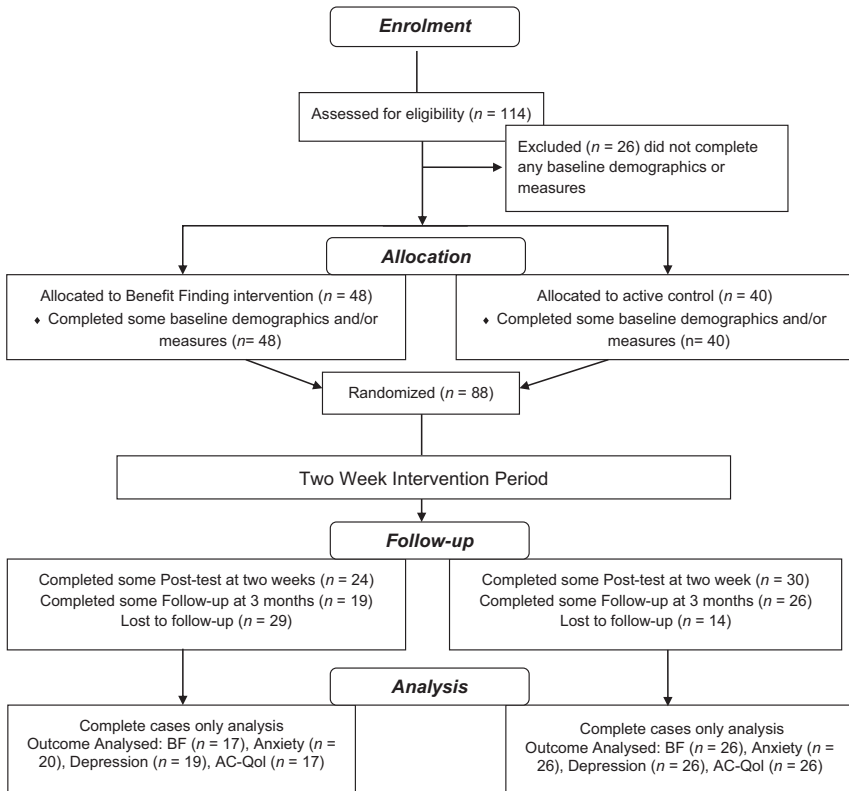 Enrolment
Assessed for eligibility (n = 114)
Excluded (n = 26) did not complete
any baseline demographics or
measures
Allocation
Allocated to Benefit Finding intervention (n = 48)
♦ Completed some baseline demographics and/or
measures (n= 48)
Allocated to active control (n = 40)
♦ Completed some baseline demographics and/or
measures (n= 40)
Randomized (n = 88)
Two Week Intervention Period
Follow-up
Completed some Post-test at two weeks (n = 24)
Completed some Follow-up at 3 months (n = 19)
Lost to follow-up (n = 29)
Completed some Post-test at two week (n = 30)
Completed some Follow-up at 3 months (n = 26)
Lost to follow-up (n = 14)
Analysis
Complete cases only analysis
Outcome Analysed: BF (n = 17), Anxiety (n =
20), Depression (n = 19), AC-Qol (n = 17)
Complete cases only analysis
Outcome Analysed: BF (n = 26), Anxiety (n =
26), Depression (n = 26), AC-Qol (n = 26)